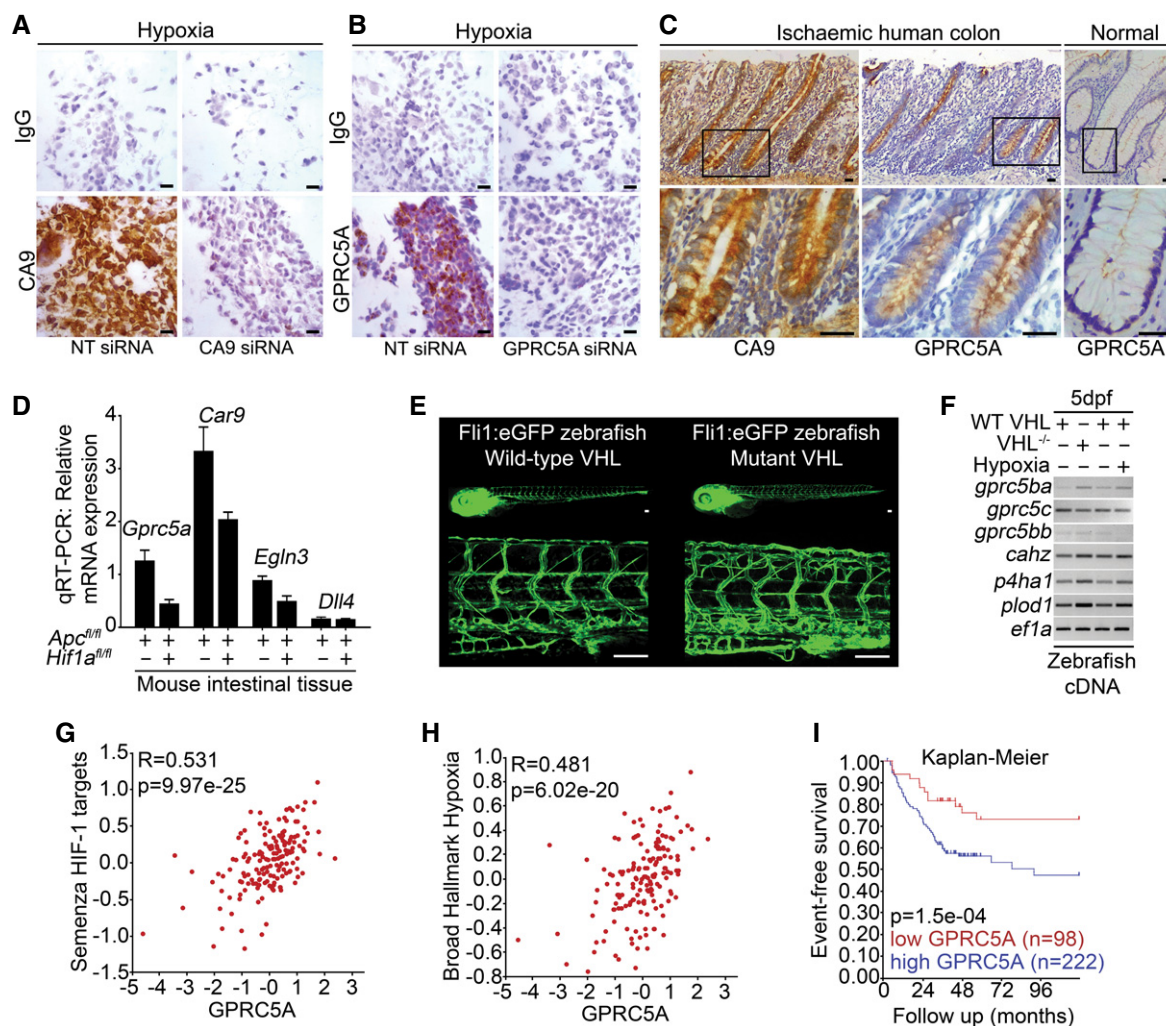 A
Hypoxia
IgG
CA9
NT siRNA
CA9 siRNA
B
Hypoxia
GPRC5A
NT siRNA
GPRC5A siRNA
C
Ischaemic human colon
Normal
CA9
GPRC5A
GPRC5A
D
qRT-PCR: Relative
mRNA expression
4
3
2
1
0
Gprc5a
Car9
Egln3
Dll4
Apcfl/fl + + + + + + + +
Hif1afl/fl − + − + − + − +
Mouse intestinal tissue
E
Fli1:eGFP zebrafish
Wild-type VHL
Fli1:eGFP zebrafish
Mutant VHL
F
5dpf
WT VHL + − + +
VHL-/- − + − −
Hypoxia − − − +
gprc5ba
gprc5c
gprc5bb
cahz
p4ha1
plod1
ef1a
Zebrafish
cDNA
G
R=0.531
p=9.97e-25
Semenza HIF-1 targets
1.5
1.0
0.5
0.0
-0.5
-1.0
-1.5
-5 -4 -3 -2 -1 -0 1 2 3
GPRC5A
H
R=0.481
p=6.02e-20
Broad Hallmark Hypoxia
1.0
0.8
0.6
0.4
0.2
0.0
-0.2
-0.4
-0.6
-0.8
-5 -4 -3 -2 -1 -0 1 2 3
GPRC5A
I
Kaplan-Meier
Event-free survival
1.00
0.90
0.80
0.70
0.60
0.50
0.40
0.30
0.20
0.10
0.00
p=1.5e-04
low GPRC5A (n=98)
high GPRC5A (n=222)
0 24 48 72 96
Follow up (months)